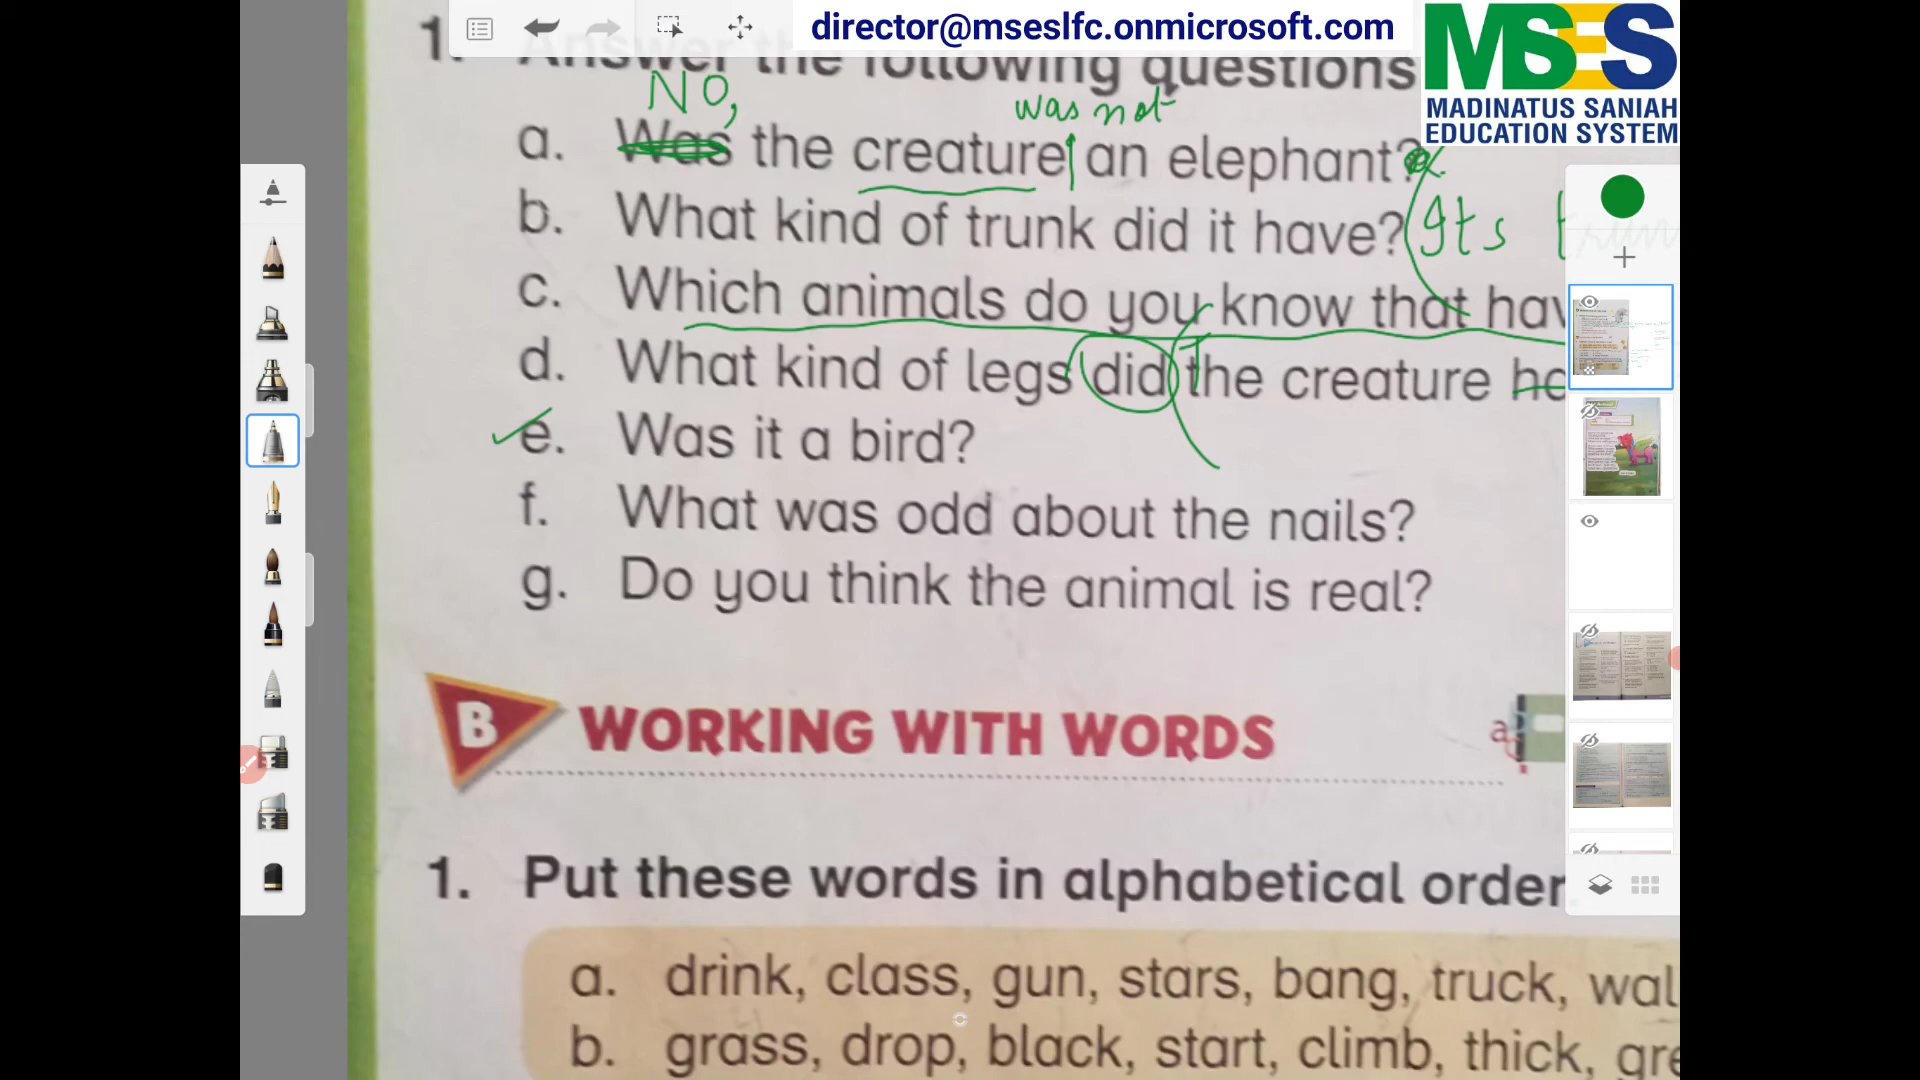 director@mseslfc.onmicrosoft.com
MSES
MADINATUS SANIAH
EDUCATION SYSTEM
1. Answer the following questions
NO,
was not
a. Was the creature an elephant?
b. What kind of trunk did it have? Its
c. Which animals do you know that hav
d. What kind of legs did the creature ha
e. Was it a bird?
f. What was odd about the nails?
g. Do you think the animal is real?
B WORKING WITH WORDS
1. Put these words in alphabetical order
a. drink, class, gun, stars, bang, truck, wal
b. grass, drop, black, start, climb, thick, gre